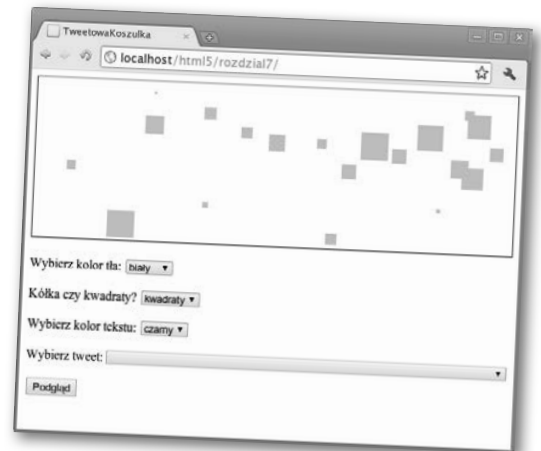 TweetowaKoszulka
localhost/html5/rozdzial7/
Wybierz kolor tła: biały
Kółka czy kwadraty? kwadraty
Wybierz kolor tekstu: czarny
Wybierz tweet:
Podgląd